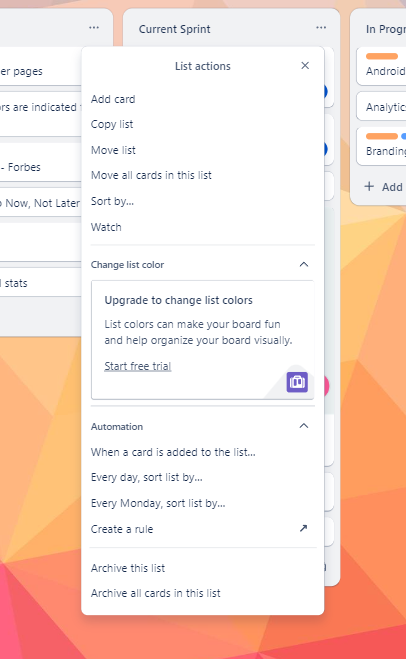 Current Sprint
In Progr
List actions
er pages
Android
Add card
ors are indicated
Analytics
Copy list
Move list
Branding
- Forbes
Move all cards in this list
Add
Sort by...
o Now, Not Later
Watch
Change list color
stats
Upgrade to change list colors
List colors can make your board fun
and help organize your board visually.
Start free trial
Automation
When a card is added to the list...
Every day, sort list by...
Every Monday, sort list by...
Create a rule
Archive this list
Archive all cards in this list